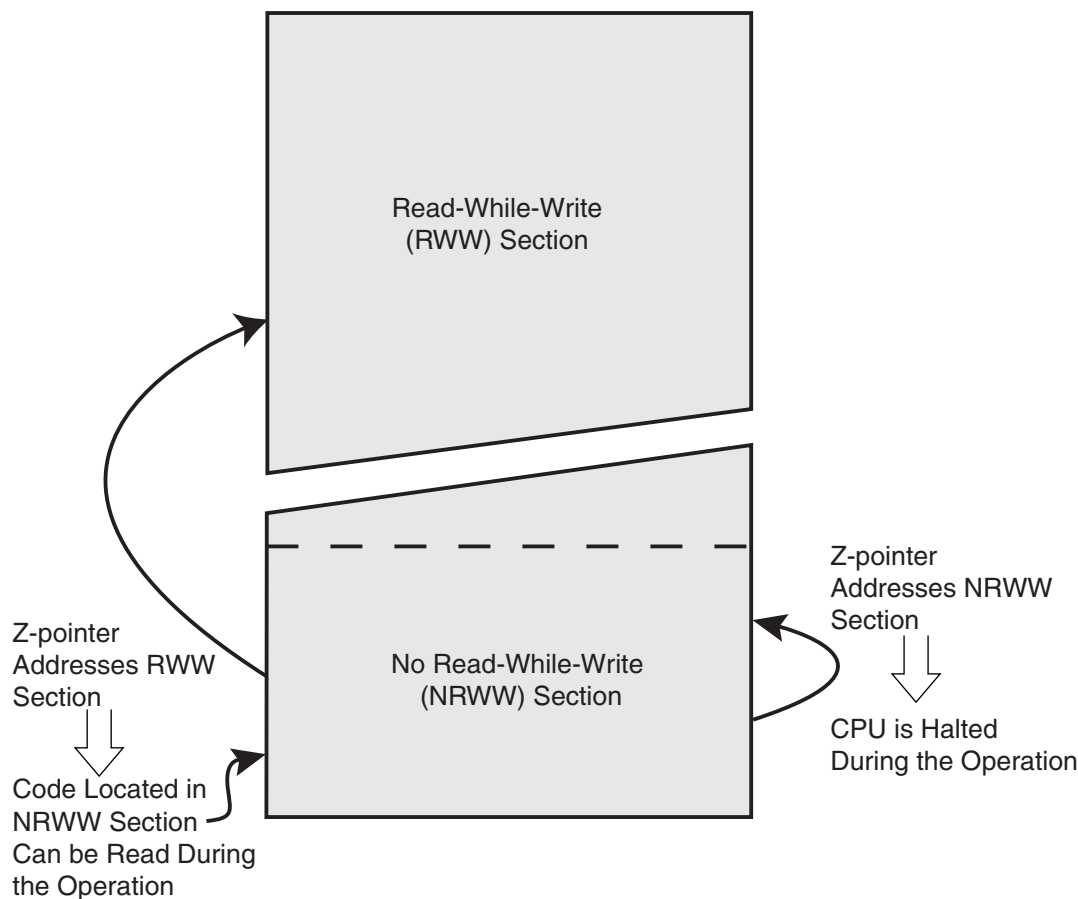 Read-While-Write
(RWW) Section
Z-pointer
Addresses RWW
Section
Code Located in
NRWW Section
Can be Read During
the Operation
No Read-While-Write
(NRWW) Section
Z-pointer
Addresses NRWW
Section
CPU is Halted
During the Operation